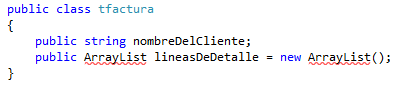 public class tfactura
{
    public string nombreDelCliente;
    public ArrayList lineasDeDetalle = new ArrayList();
}